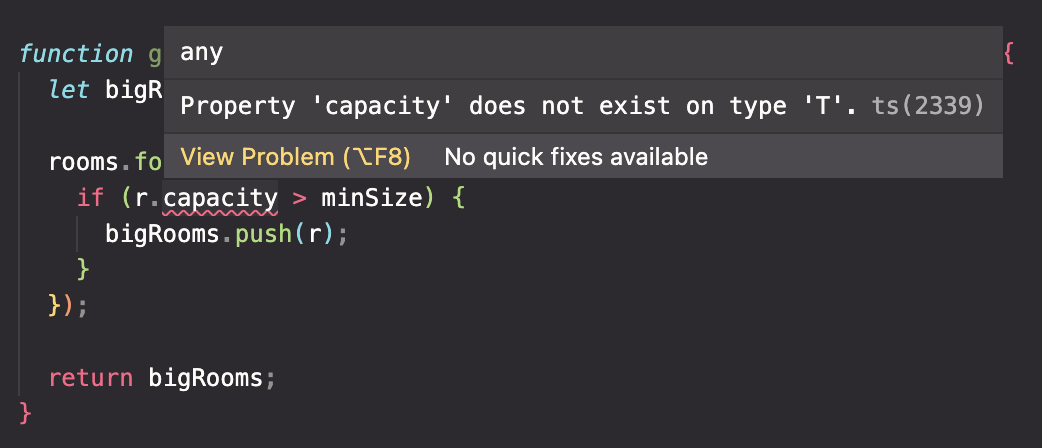 function g
any
{
let bigR
Property 'capacity' does not exist on type 'T'. ts(2339)
rooms.fo
View Problem (⌥F8) No quick fixes available
if (r.capacity > minSize) {
bigRooms.push(r);
}
});
return bigRooms;
}